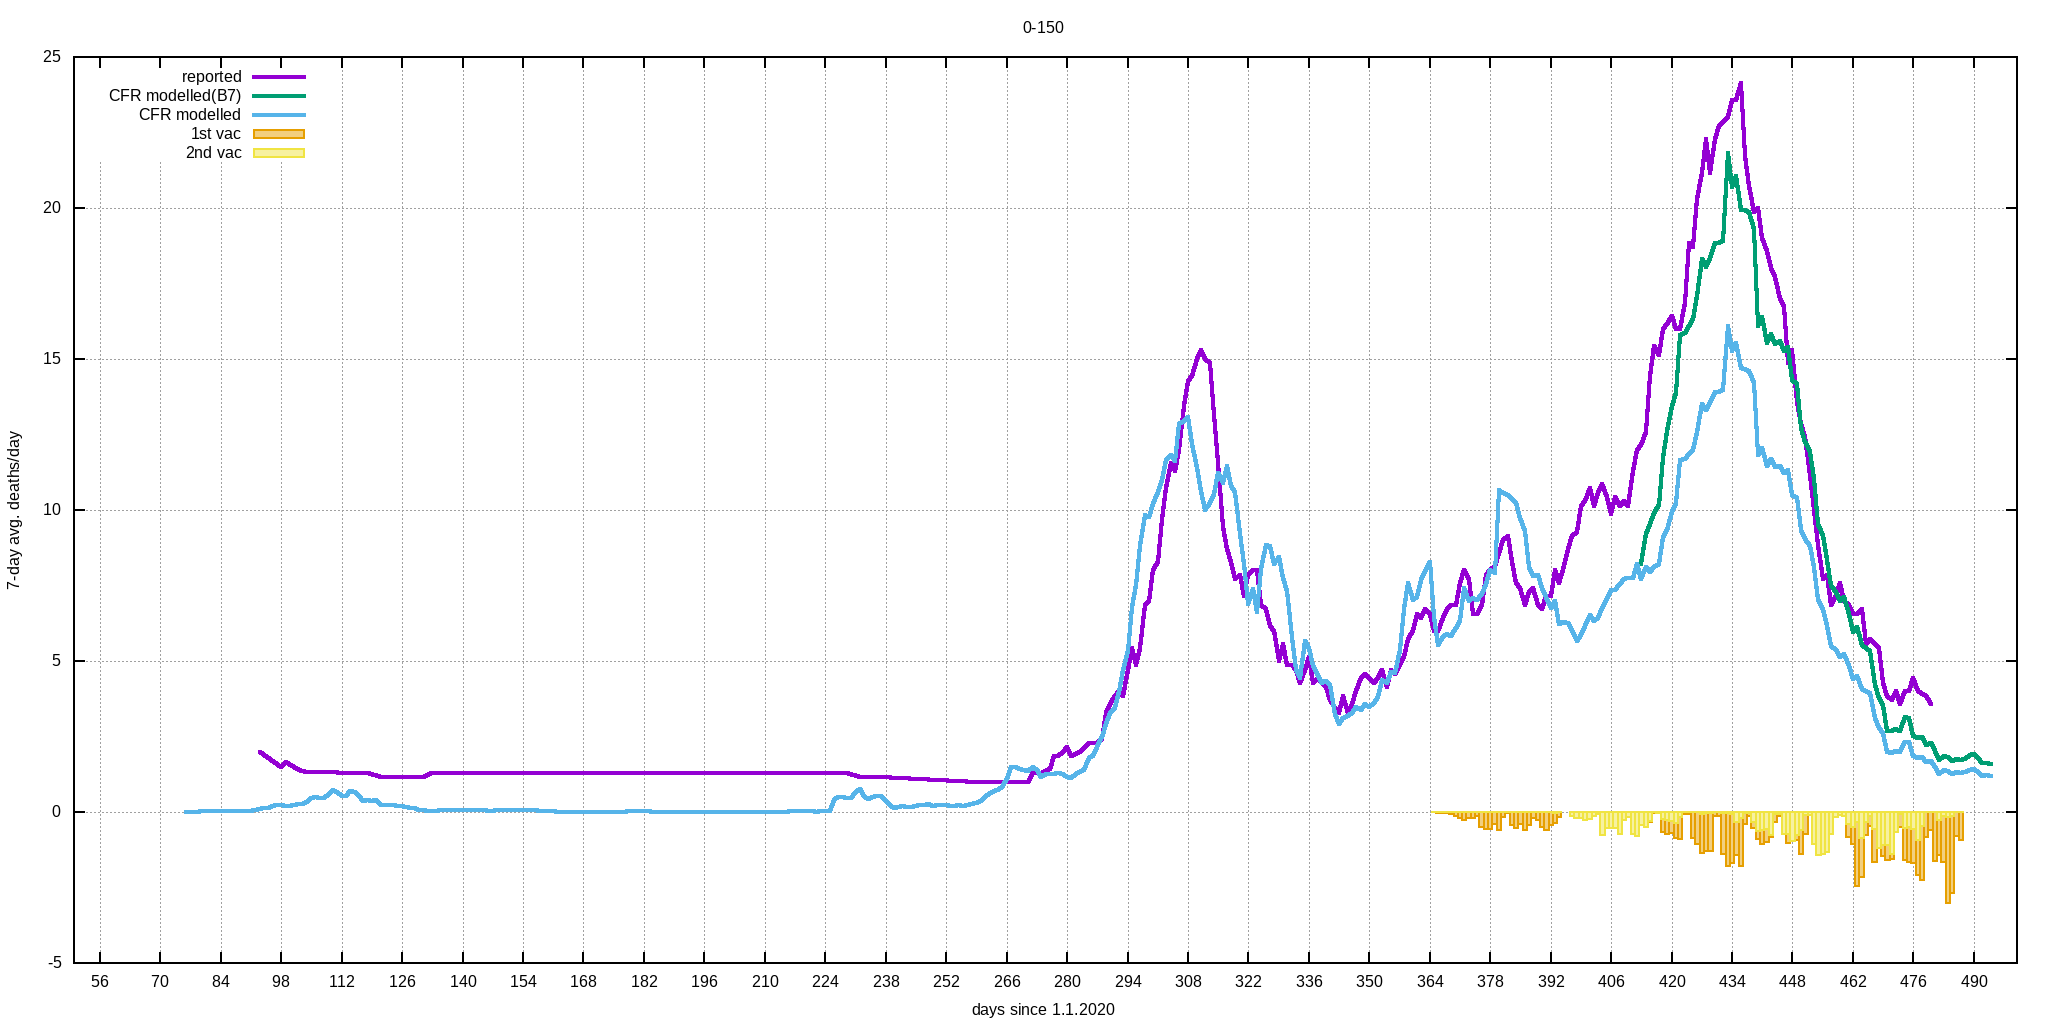 0-150
25
20
15
10
5
0
-5
7-day avg. deaths/day
reported
CFR modelled(B7)
CFR modelled
1st vac
2nd vac
56 70 84 98 112 126 140 154 168 182 196 210 224 238 252 266 280 294 308 322 336 350 364 378 392 406 420 434 448 462 476 490
days since 1.1.2020